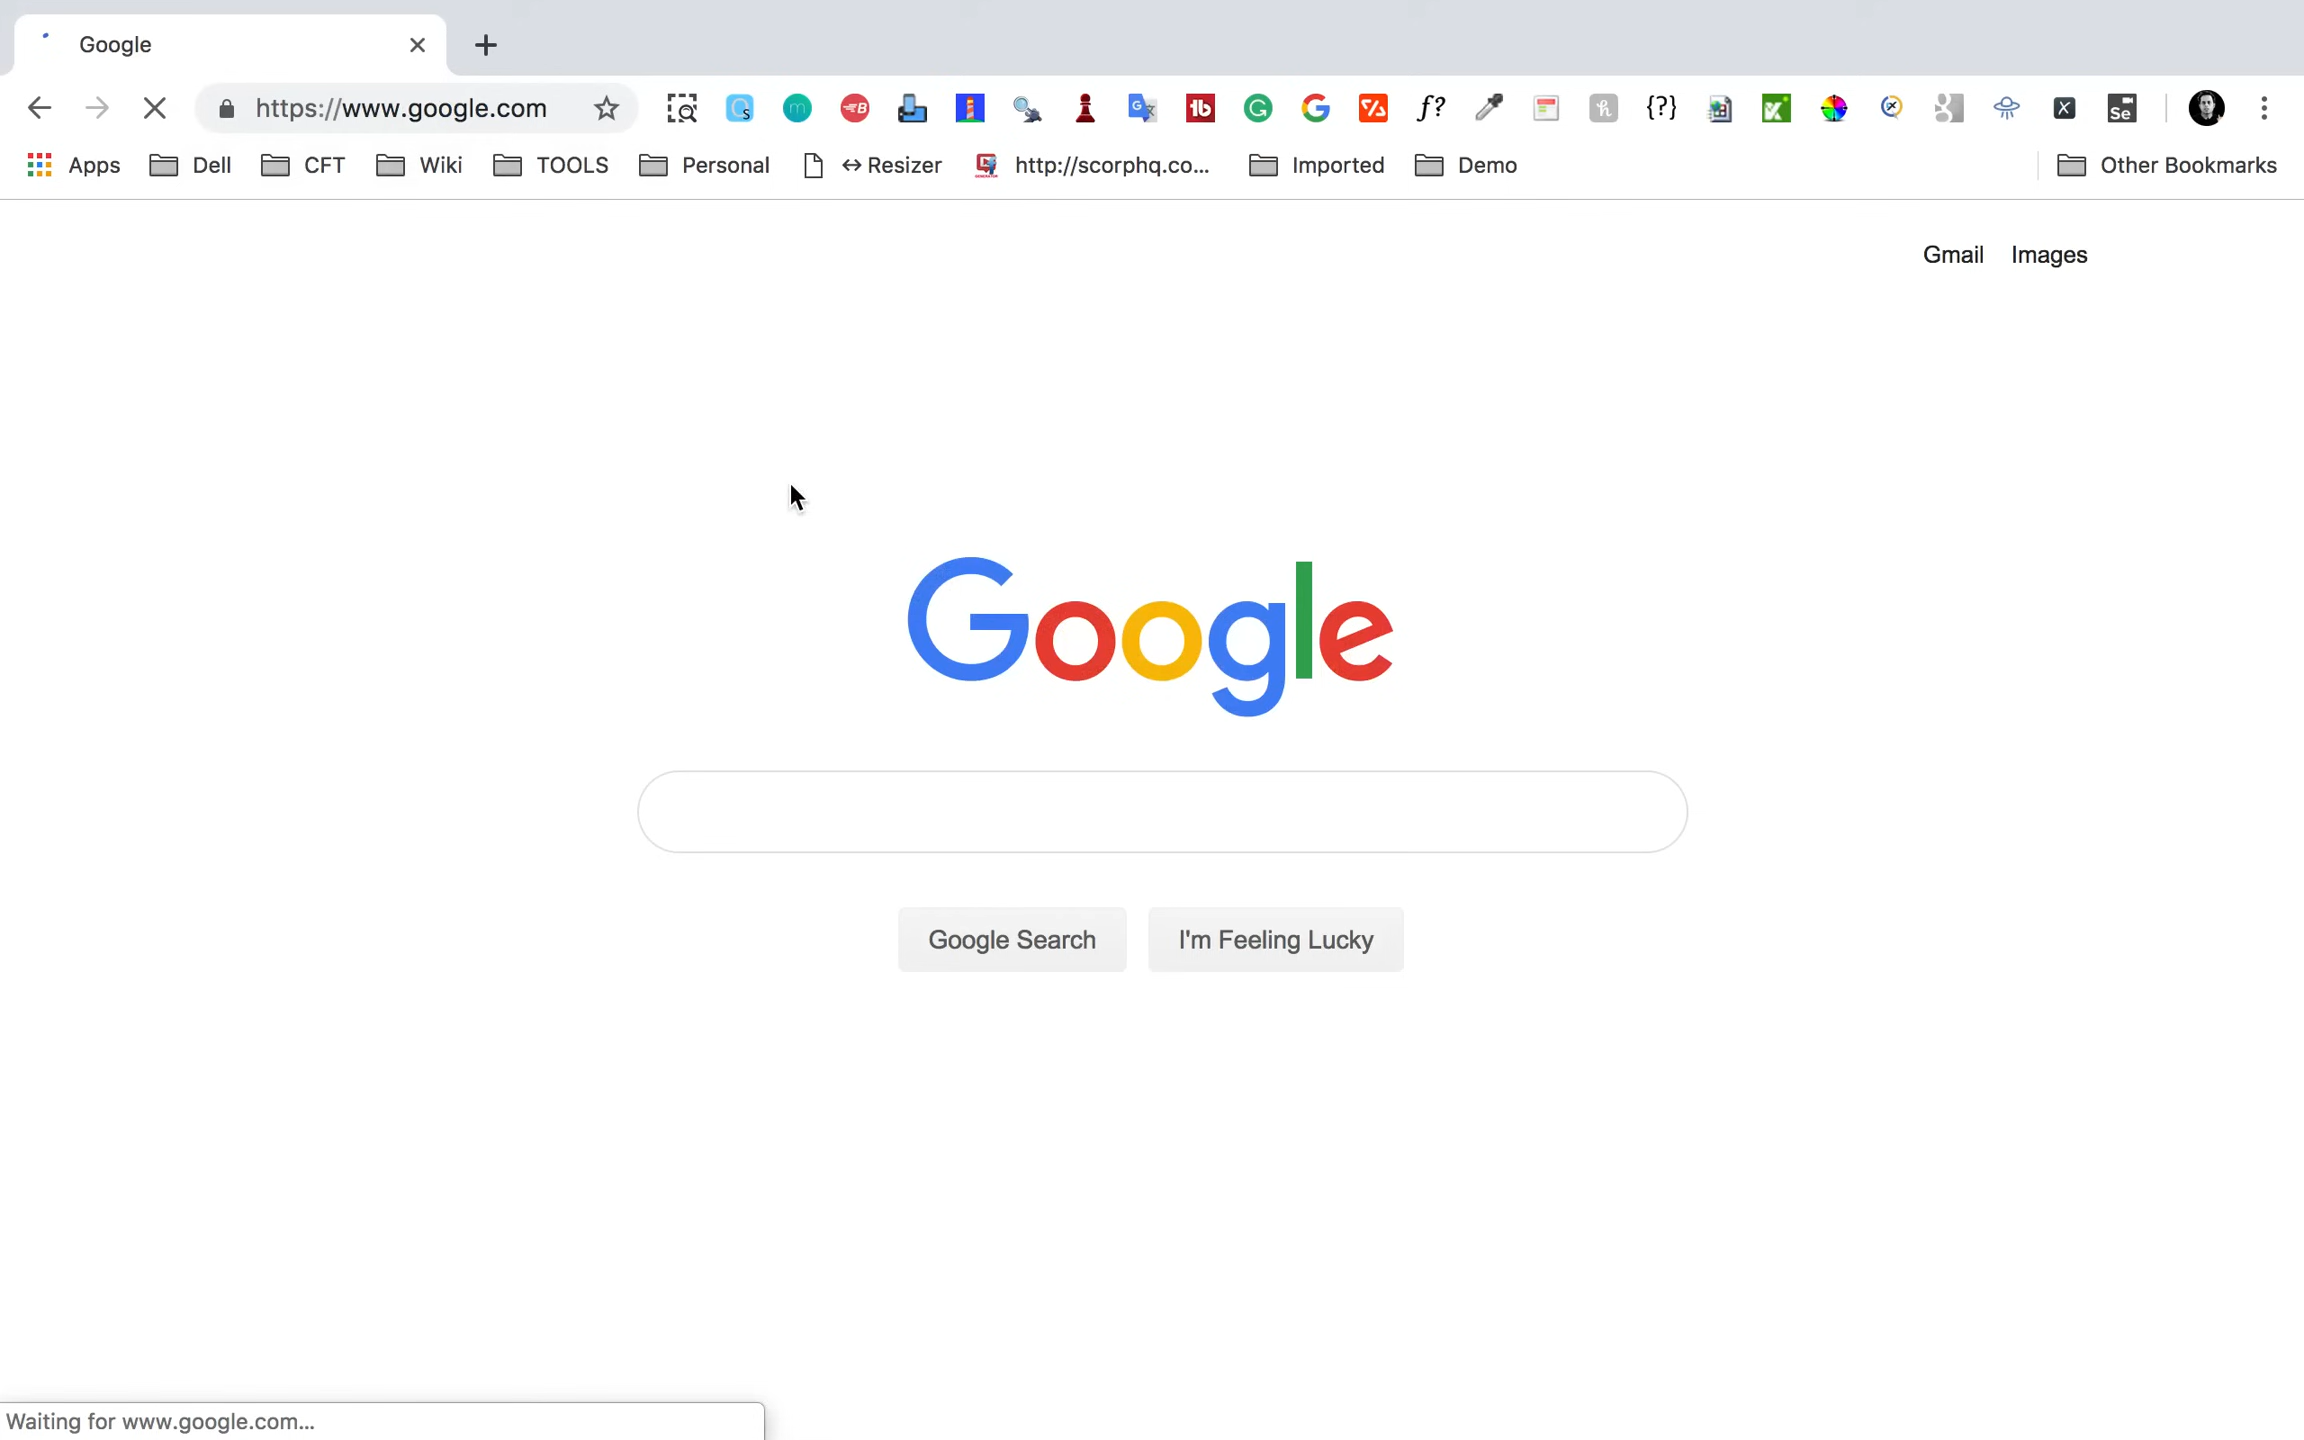 Google
https://www.google.com
Apps Dell CFT Wiki TOOLS Personal ↔ Resizer http://scorphq.co... Imported Demo Other Bookmarks
Gmail Images
Google
Google Search I'm Feeling Lucky
Waiting for www.google.com...